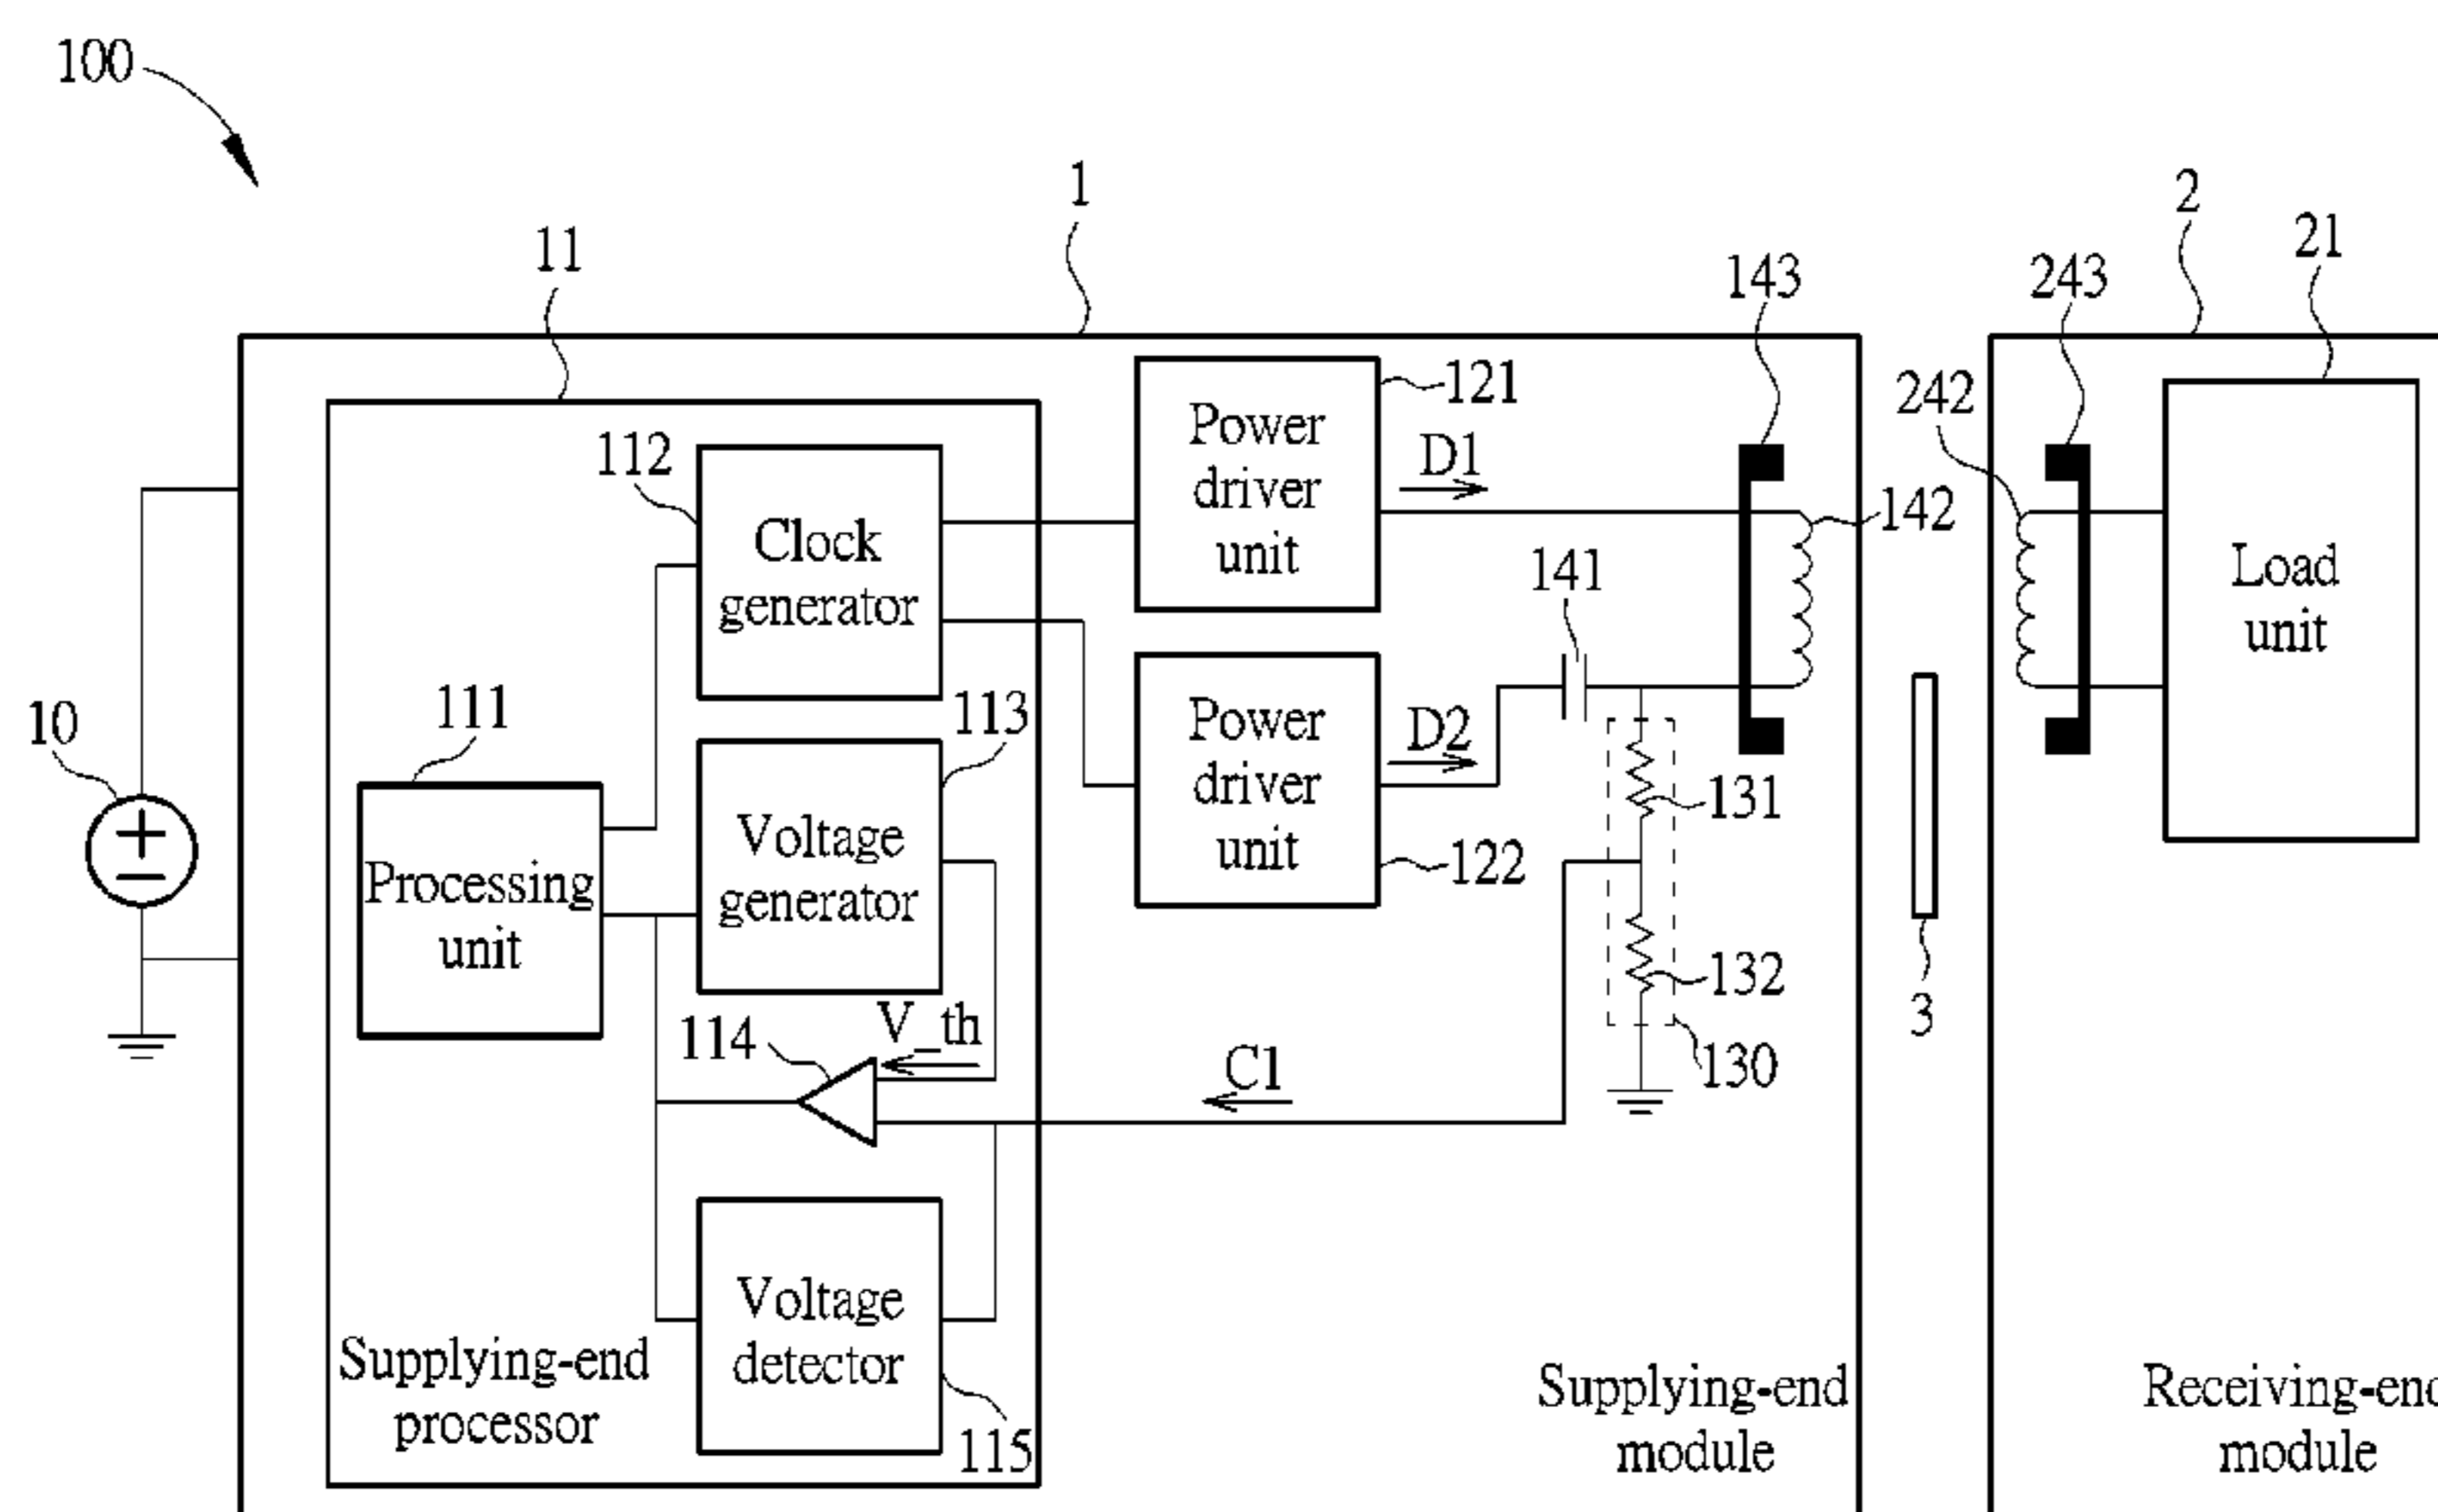 100
1
2
11
21
143
243
121
242
112
Power
driver
unit
D1
142
Clock
generator
141
Load
unit
111
113
10
Power
driver
unit
D2
131
Voltage
generator
122
Processing
unit
132
V_th
3
114
C1
130
Voltage
detector
Supplying-end
processor
115
Supplying-end
module
Receiving-end
module